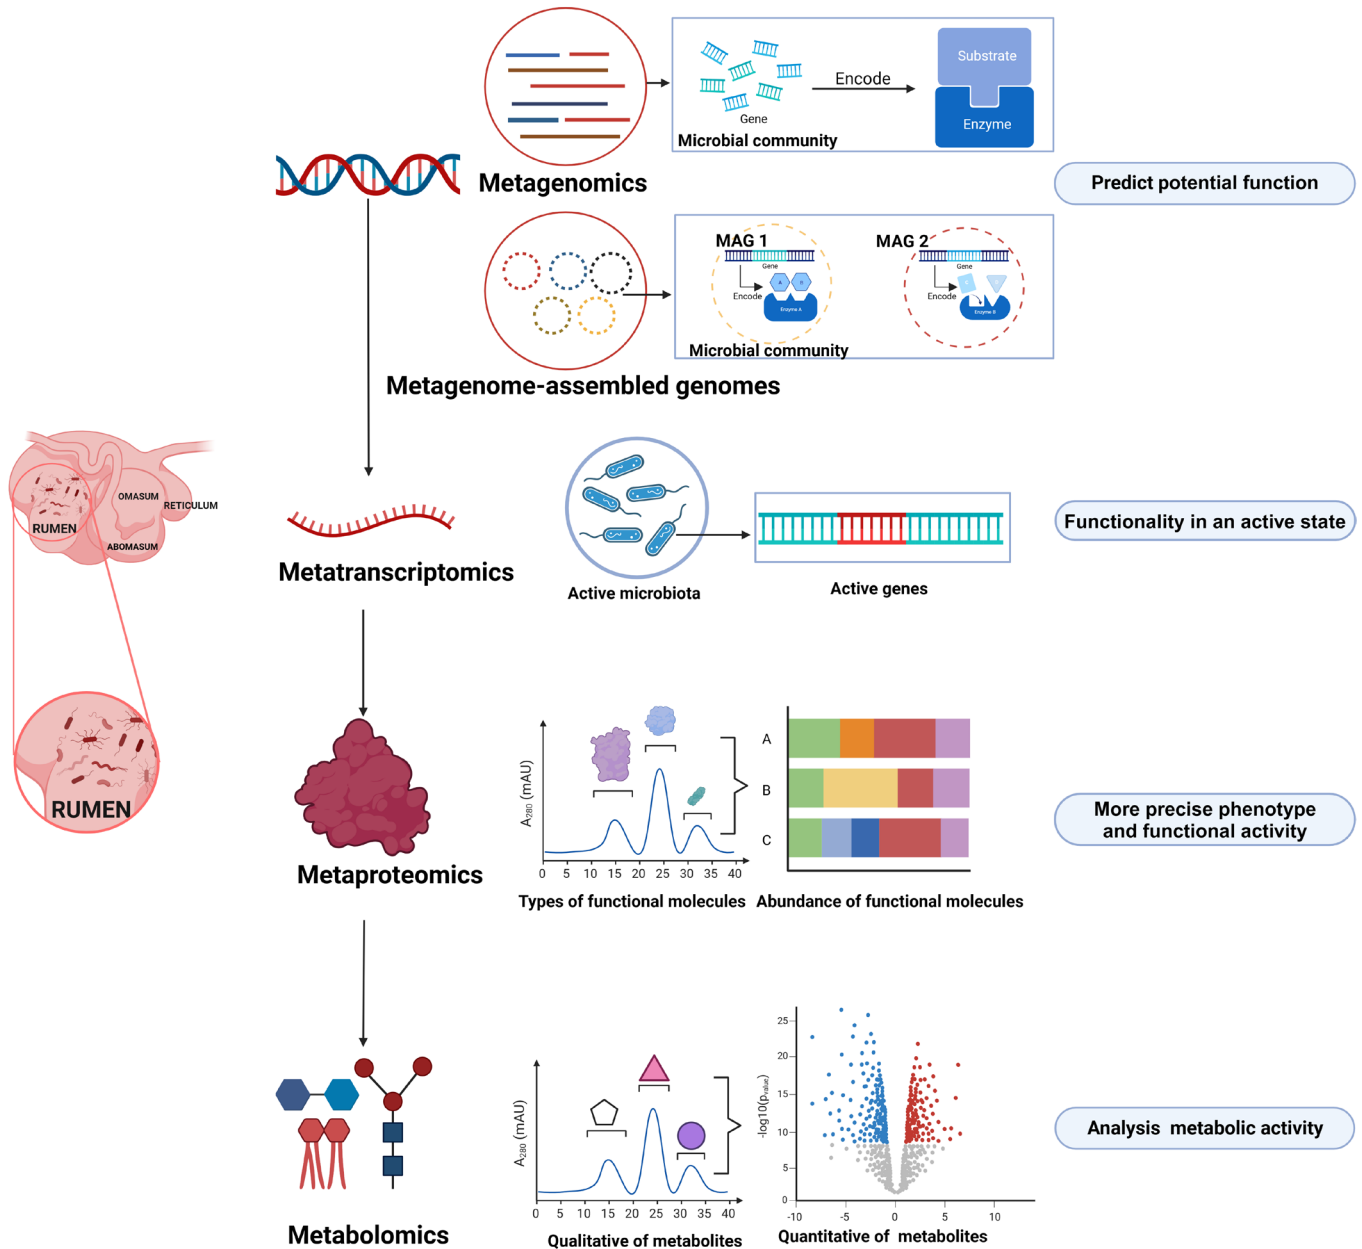 Substrate
Encode
Enzyme
Gene
Microbial community
Metagenomics
Predict potential function
MAG 1
MAG 2
Gene
Gene
A
B
Encode
Encode
Enzyme A
Enzyme B
Microbial community
Metagenome-assembled genomes
OMASUM
RETICULUM
RUMEN
ABOMASUM
Functionality in an active state
Metatranscriptomics
Active microbiota
Active genes
RUMEN
A₂₈₀ (mAU)
0 5 10 15 20 25 30 35 40
A
B
C
More precise phenotype
and functional activity
Metaproteomics
Types of functional molecules
Abundance of functional molecules
A₂₈₀ (mAU)
0 5 10 15 20 25 30 35 40
-log10(pvalue)
25
20
15
10
5
0
-10 -5 0 5 10
Analysis metabolic activity
Metabolomics
Qualitative of metabolites
Quantitative of metabolites